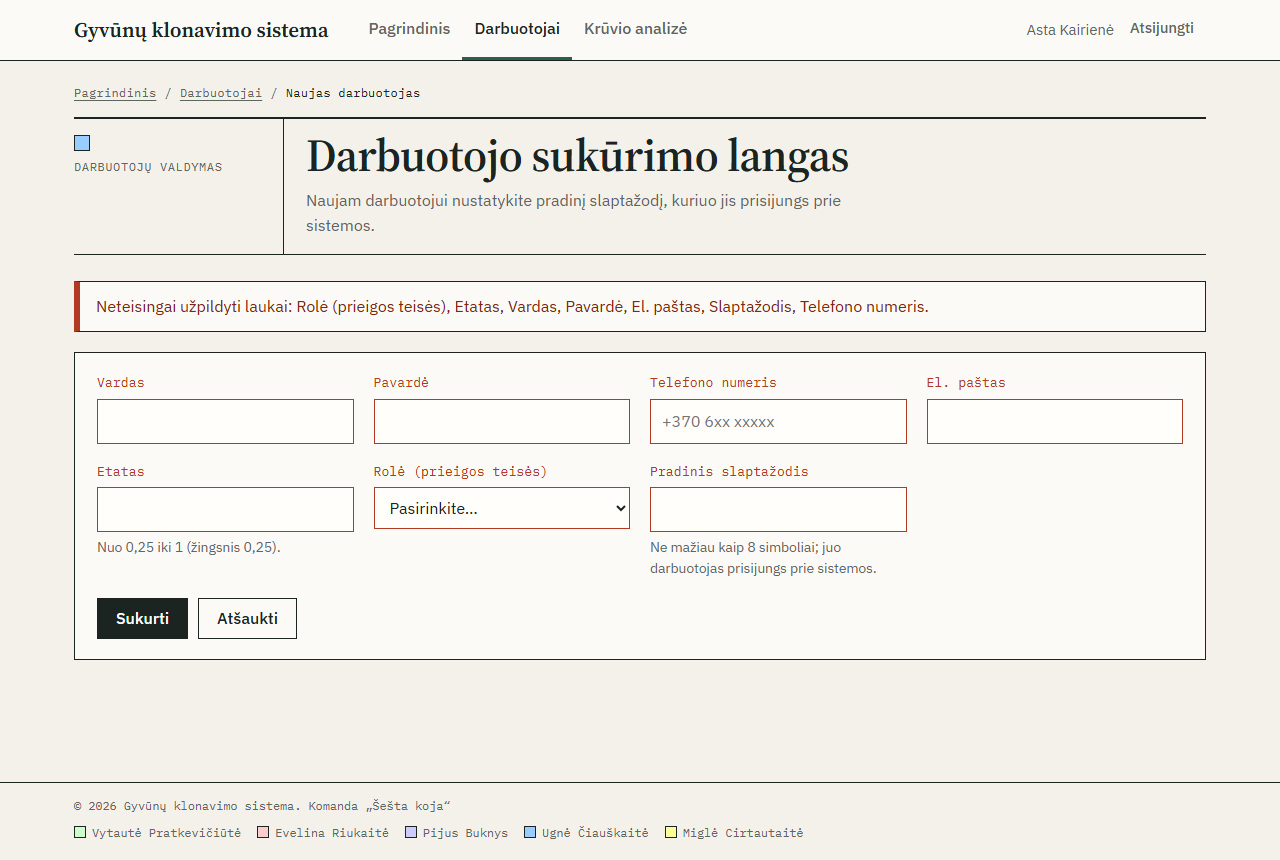 Gyvūnų klonavimo sistema Pagrindinis Darbuotojai Krūvio analizė Asta Kairienė Atsijungti
Pagrindinis / Darbuotojai / Naujas darbuotojas
DARBUOTOJŲ VALDYMAS
Darbuotojo sukūrimo langas
Naujam darbuotojui nustatykite pradinį slaptažodį, kuriuo jis prisijungs prie
sistemos.
Neteisingai užpildyti laukai: Rolė (prieigos teisės), Etatas, Vardas, Pavardė, El. paštas, Slaptažodis, Telefono numeris.
Vardas Pavardė Telefono numeris El. paštas
+370 6xx xxxxx
Etatas Rolė (prieigos teisės) Pradinis slaptažodis
Pasirinkite...
Nuo 0,25 iki 1 (žingsnis 0,25). Ne mažiau kaip 8 simboliai; juo
darbuotojas prisijungs prie sistemos.
Sukurti Atšaukti
© 2026 Gyvūnų klonavimo sistema. Komanda „Šešta koja“
Vytautė Pratkevičiūtė Evelina Riukaitė Pijus Buknys Ugnė Čiauškaitė Miglė Cirtautaitė